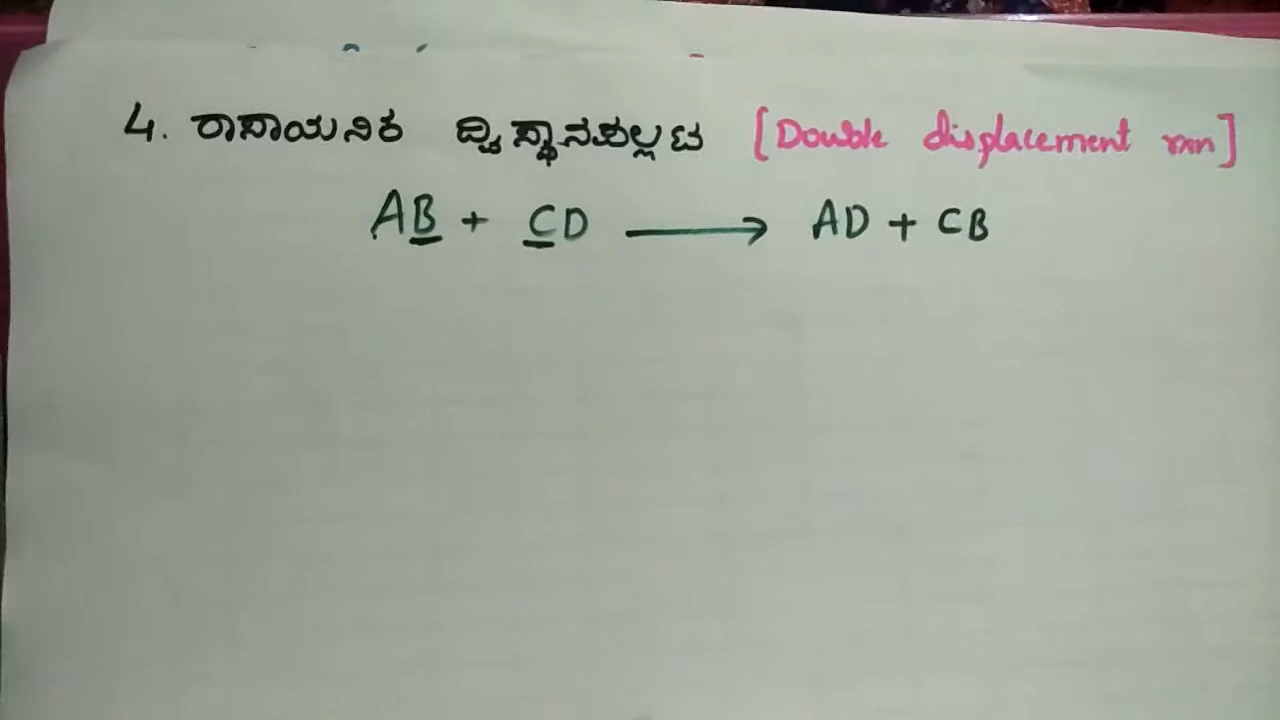 4. ರಾಸಾಯನಿಕ ದ್ವಿಸ್ಥಾನಪಲ್ಲಟ [Double displacement rxn]
AB + CD ⟶ AD + CB